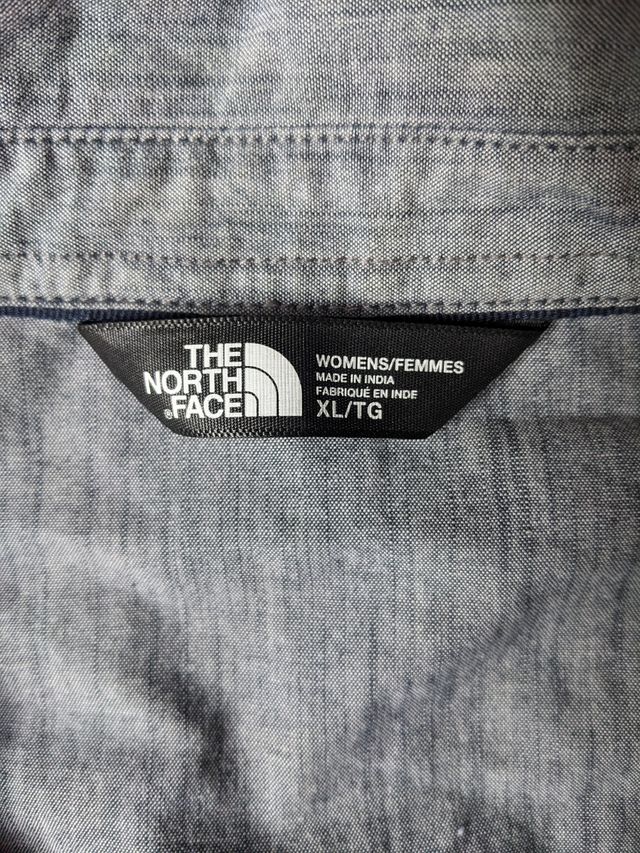 THE
NORTH
®FACE
WOMENS/FEMMES
MADE IN INDIA
FABRIQUÉ EN INDE
XL/TG